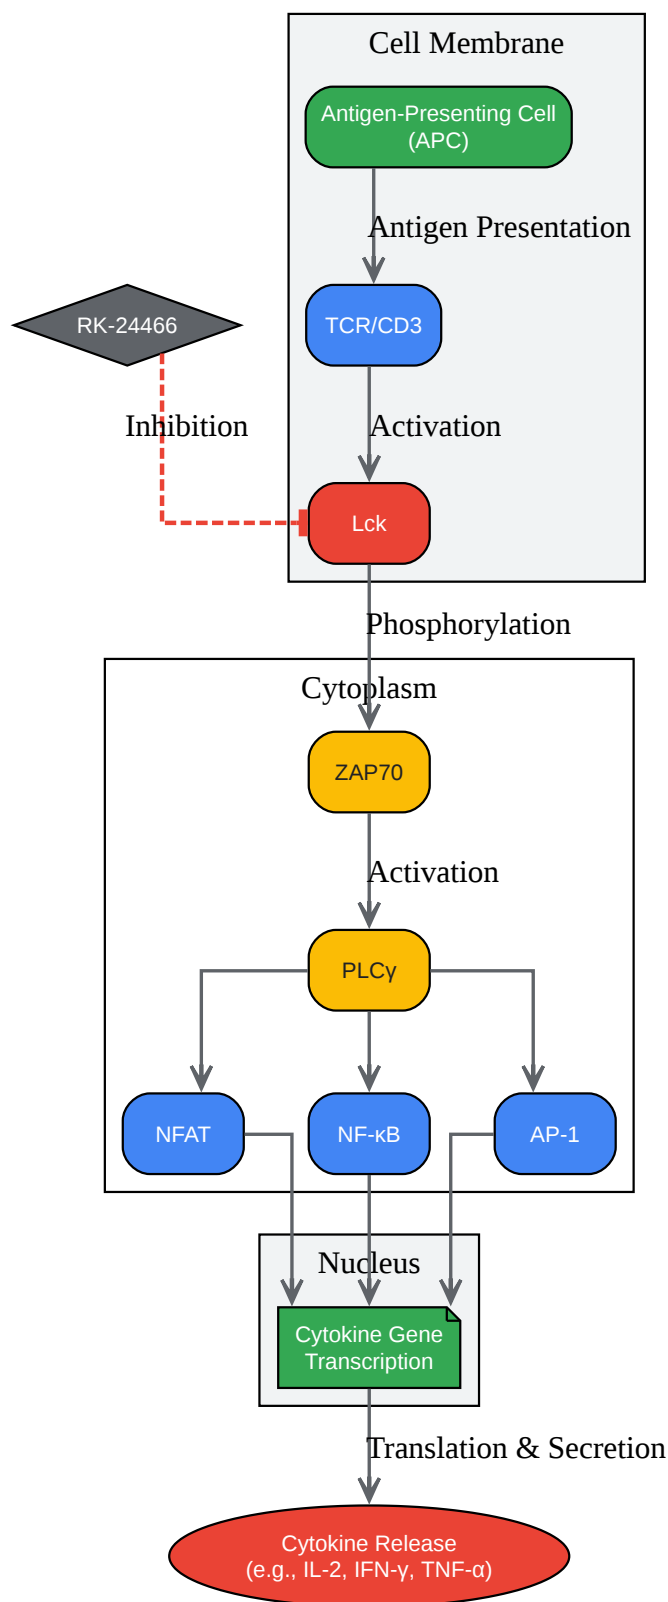 Cell Membrane
Antigen-Presenting Cell
(APC)
Antigen Presentation
RK-24466
TCR/CD3
Inhibition
Activation
Lck
Phosphorylation
Cytoplasm
ZAP70
Activation
PLCγ
NFAT
NF-κB
AP-1
Nucleus
Cytokine Gene
Transcription
Translation & Secretion
Cytokine Release
(e.g., IL-2, IFN-γ, TNF-α)